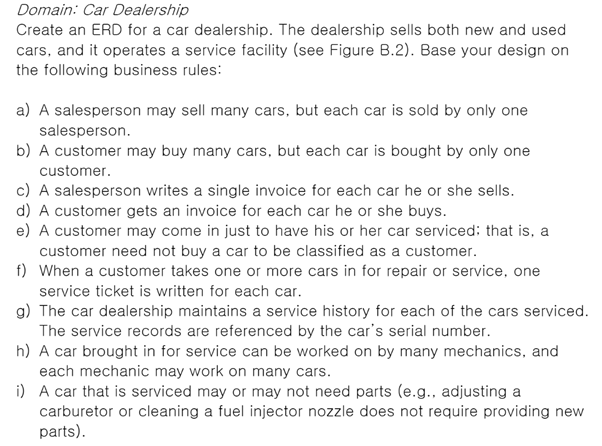 Domain: Car Dealership
Create an ERD for a car dealership. The dealership sells both new and used
cars, and it operates a service facility (see Figure B.2). Base your design on
the following business rules:
a) A salesperson may sell many cars, but each car is sold by only one
salesperson.
b) A customer may buy many cars, but each car is bought by only one
customer.
c) A salesperson writes a single invoice for each car he or she sells.
d) A customer gets an invoice for each car he or she buys.
e) A customer may come in just to have his or her car serviced: that is, a
customer need not buy a car to be classified as a customer.
f) When a customer takes one or more cars in for repair or service, one
service ticket is written for each car.
g) The car dealership maintains a service history for each of the cars serviced.
The service records are referenced by the car's serial number.
h) A car brought in for service can be worked on by many mechanics, and
each mechanic may work on many cars.
i) A car that is serviced may or may not need parts (e.g., adjusting a
carburetor or cleaning a fuel injector nozzle does not require providing new
parts).